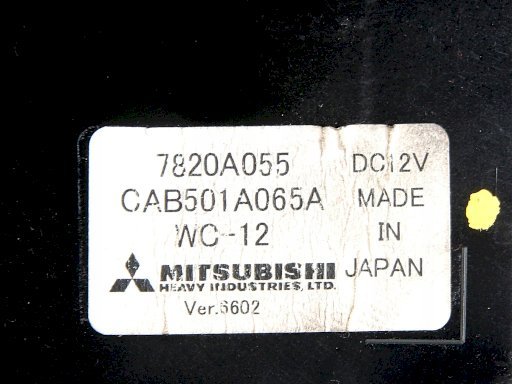 7820A055
CAB501A065A
WC-12
MITSUBISHI
HEAVY INDUSTRIES, LTD.
Ver.6602
DC12V
MADE
IN
JAPAN